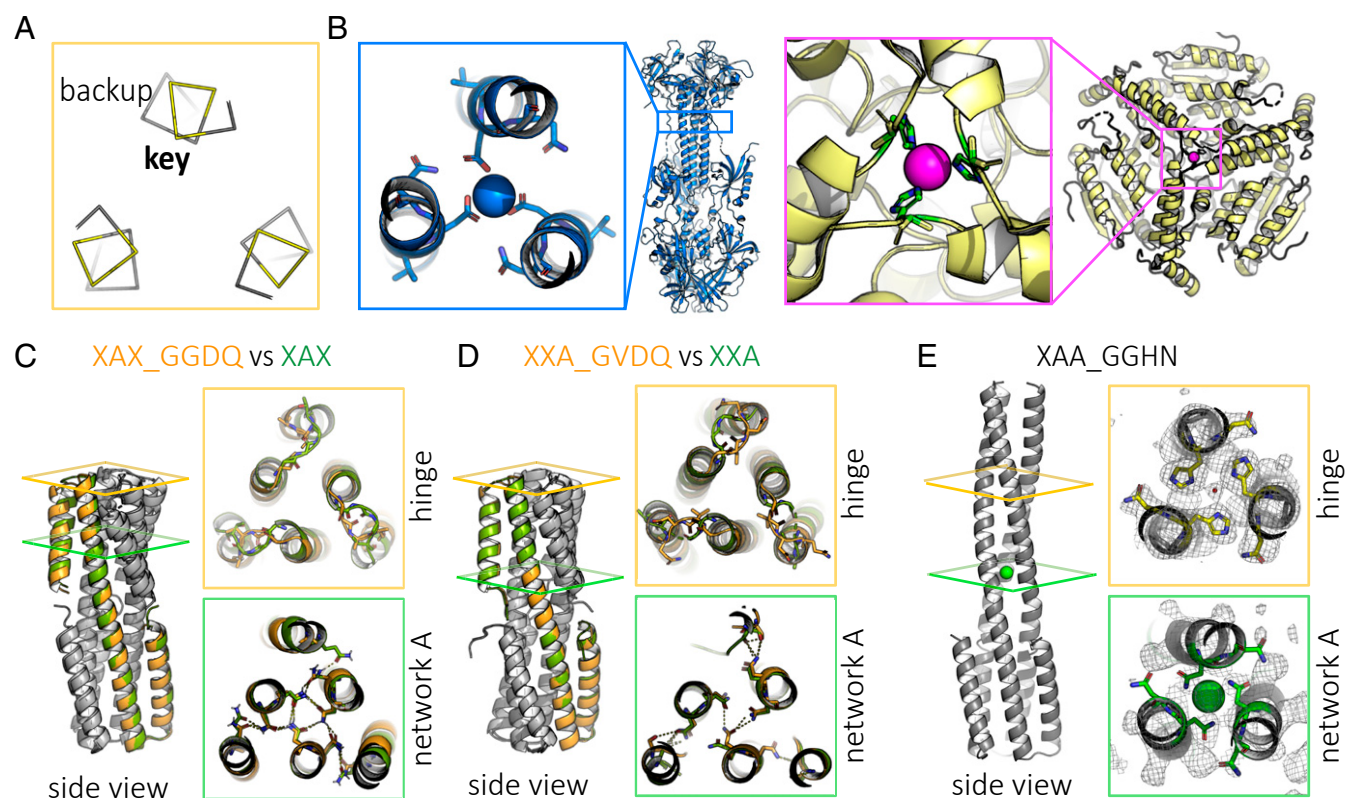 A
B
backup
key
C
XAX_GGDQ vs XAX
D
XXA_GVDQ vs XXA
E
XAA_GGHN
hinge
network A
side view
hinge
network A
side view
hinge
network A
side view